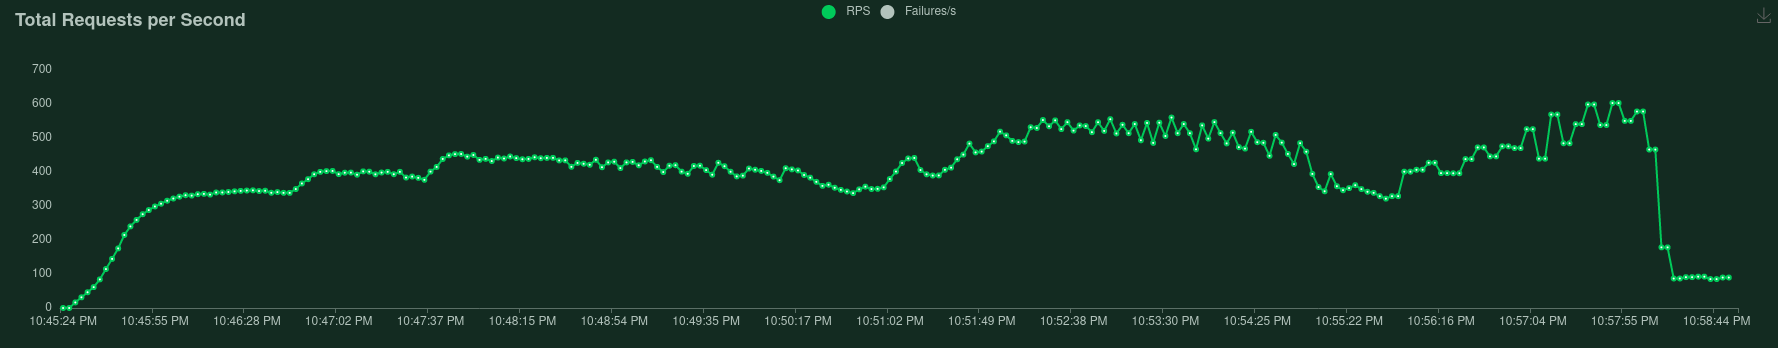 Total Requests per Second
RPS Failures/s
700
600
500
400
300
200
100
0
10:45:24 PM 10:45:55 PM 10:46:28 PM 10:47:02 PM 10:47:37 PM 10:48:15 PM 10:48:54 PM 10:49:35 PM 10:50:17 PM 10:51:02 PM 10:51:49 PM 10:52:38 PM 10:53:30 PM 10:54:25 PM 10:55:22 PM 10:56:16 PM 10:57:04 PM 10:57:55 PM 10:58:44 PM